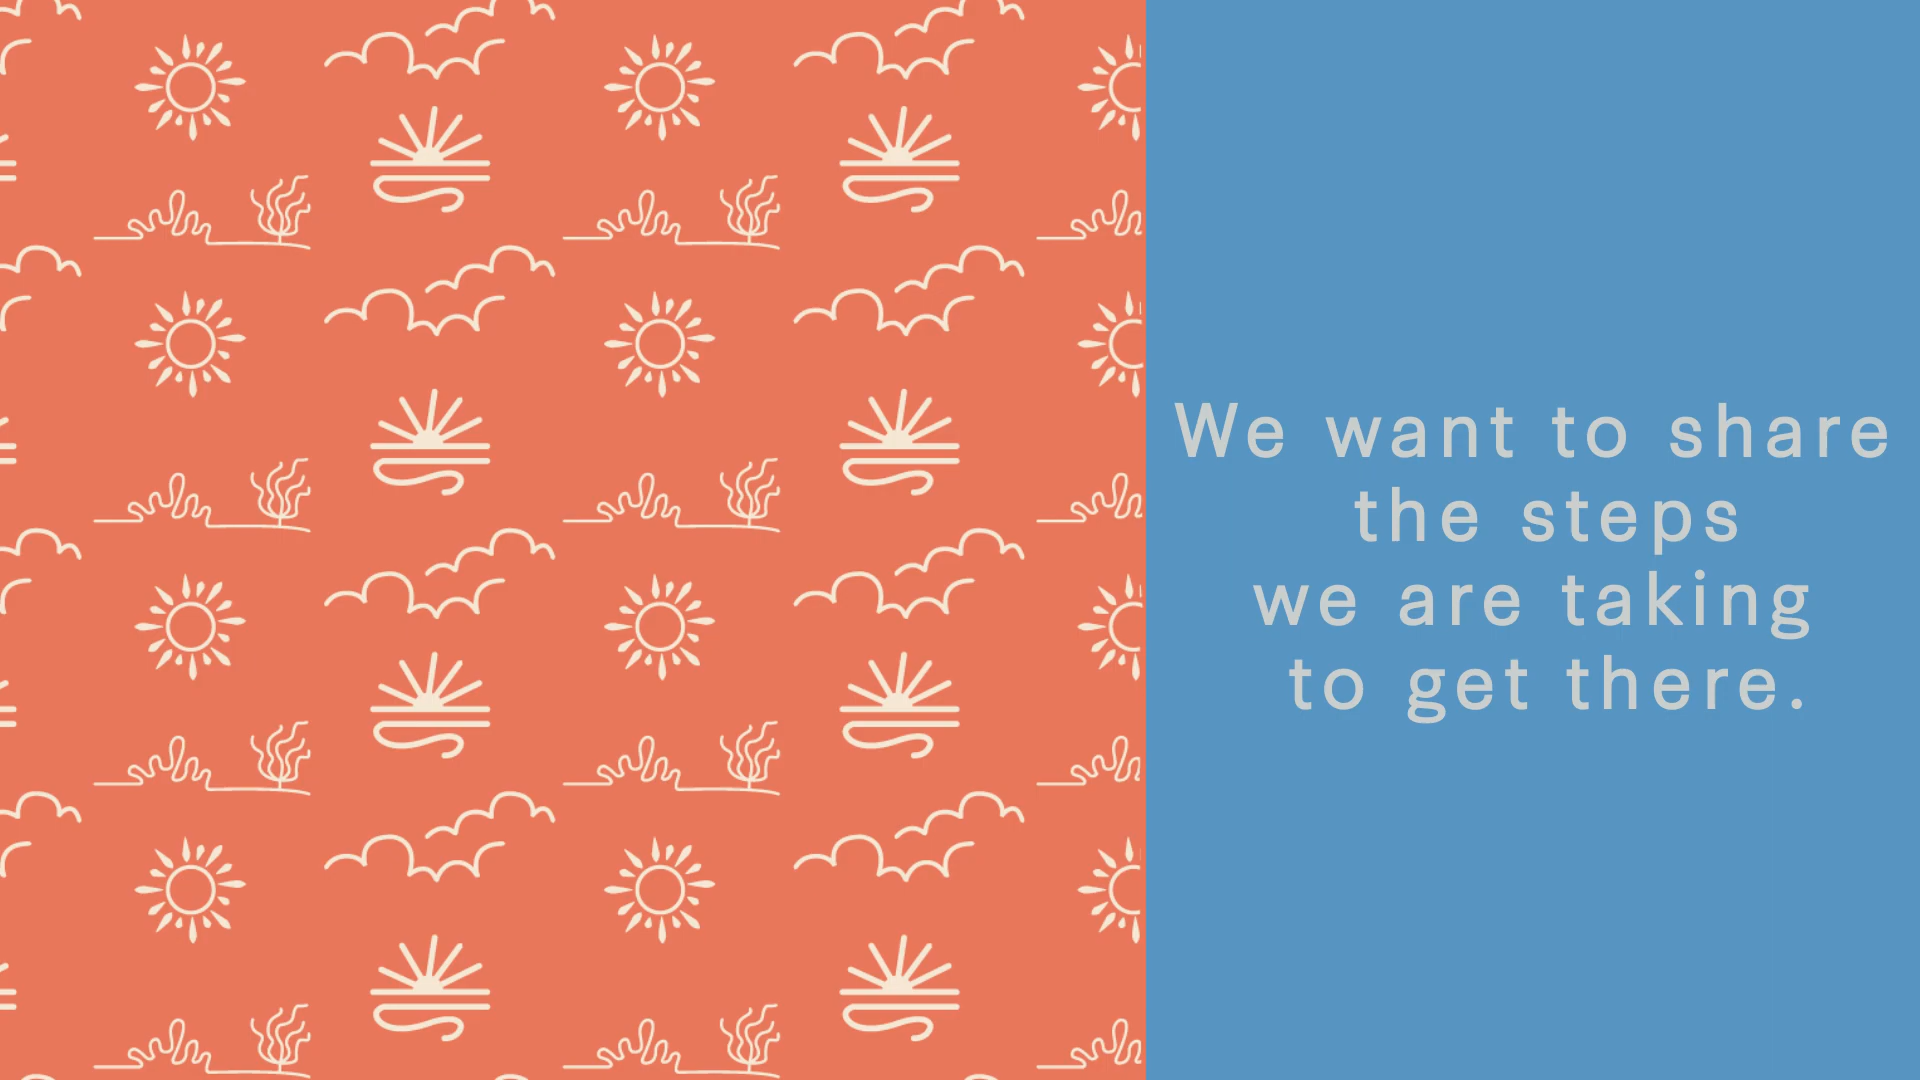 We want to share
the steps
we are taking
to get there.